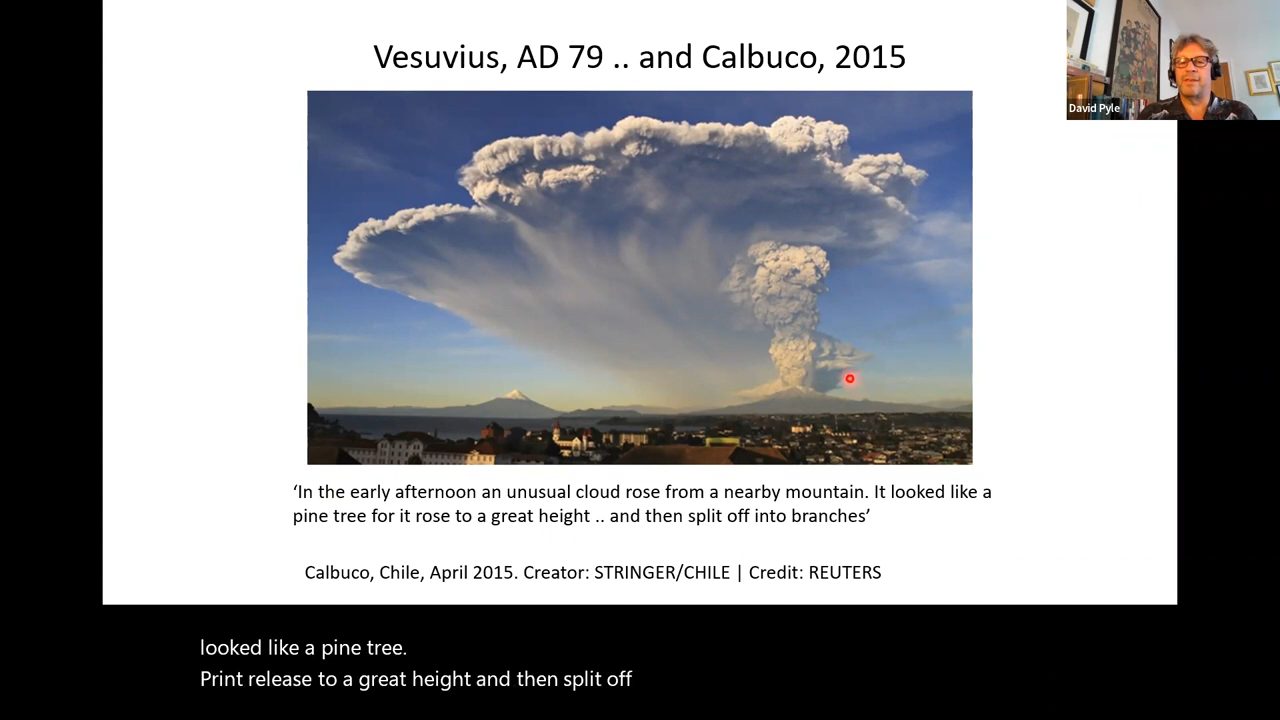 Vesuvius, AD 79 .. and Calbuco, 2015
David Pyle
‘In the early afternoon an unusual cloud rose from a nearby mountain. It looked like a
pine tree for it rose to a great height .. and then split off into branches’
Calbuco, Chile, April 2015. Creator: STRINGER/CHILE | Credit: REUTERS
looked like a pine tree.
Print release to a great height and then split off